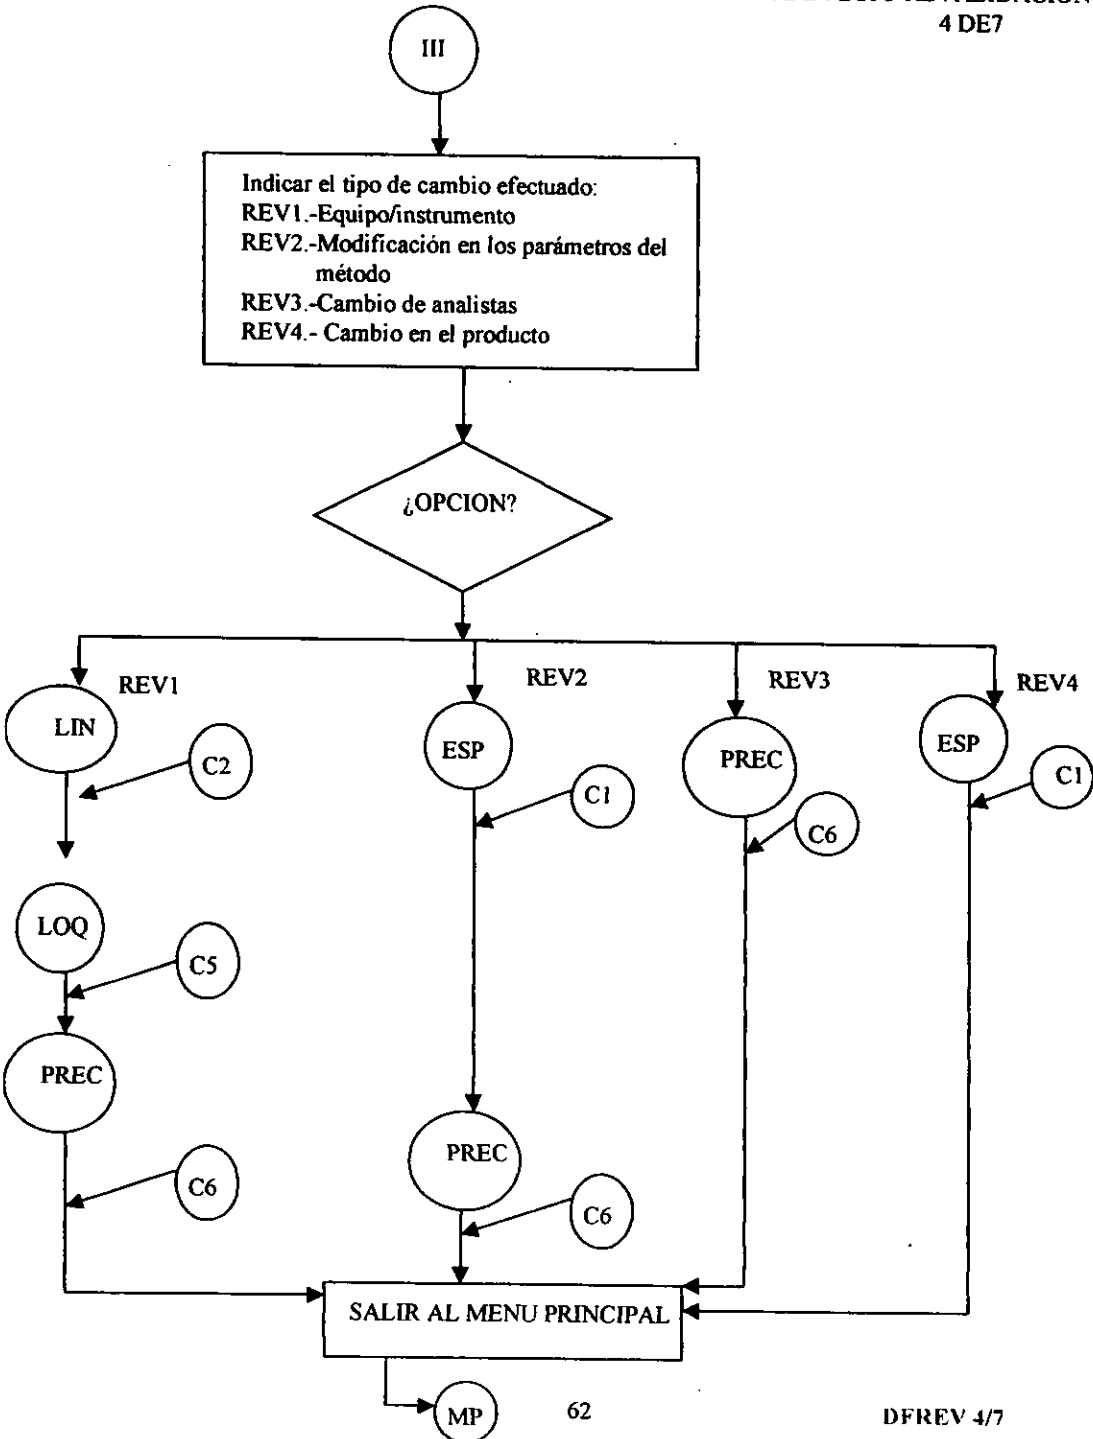 4 DE7
III
Indicar el tipo de cambio efectuado:
REV1.-Equipo/instrumento
REV2.-Modificación en los parámetros del
método
REV3.-Cambio de analistas
REV4.- Cambio en el producto
¿OPCION?
REV1
REV2
REV3
REV4
LIN
ESP
PREC
ESP
C2
C1
C6
C1
LOQ
C5
PREC
PREC
C6
C6
SALIR AL MENU PRINCIPAL
MP
62
DFREV 4/7